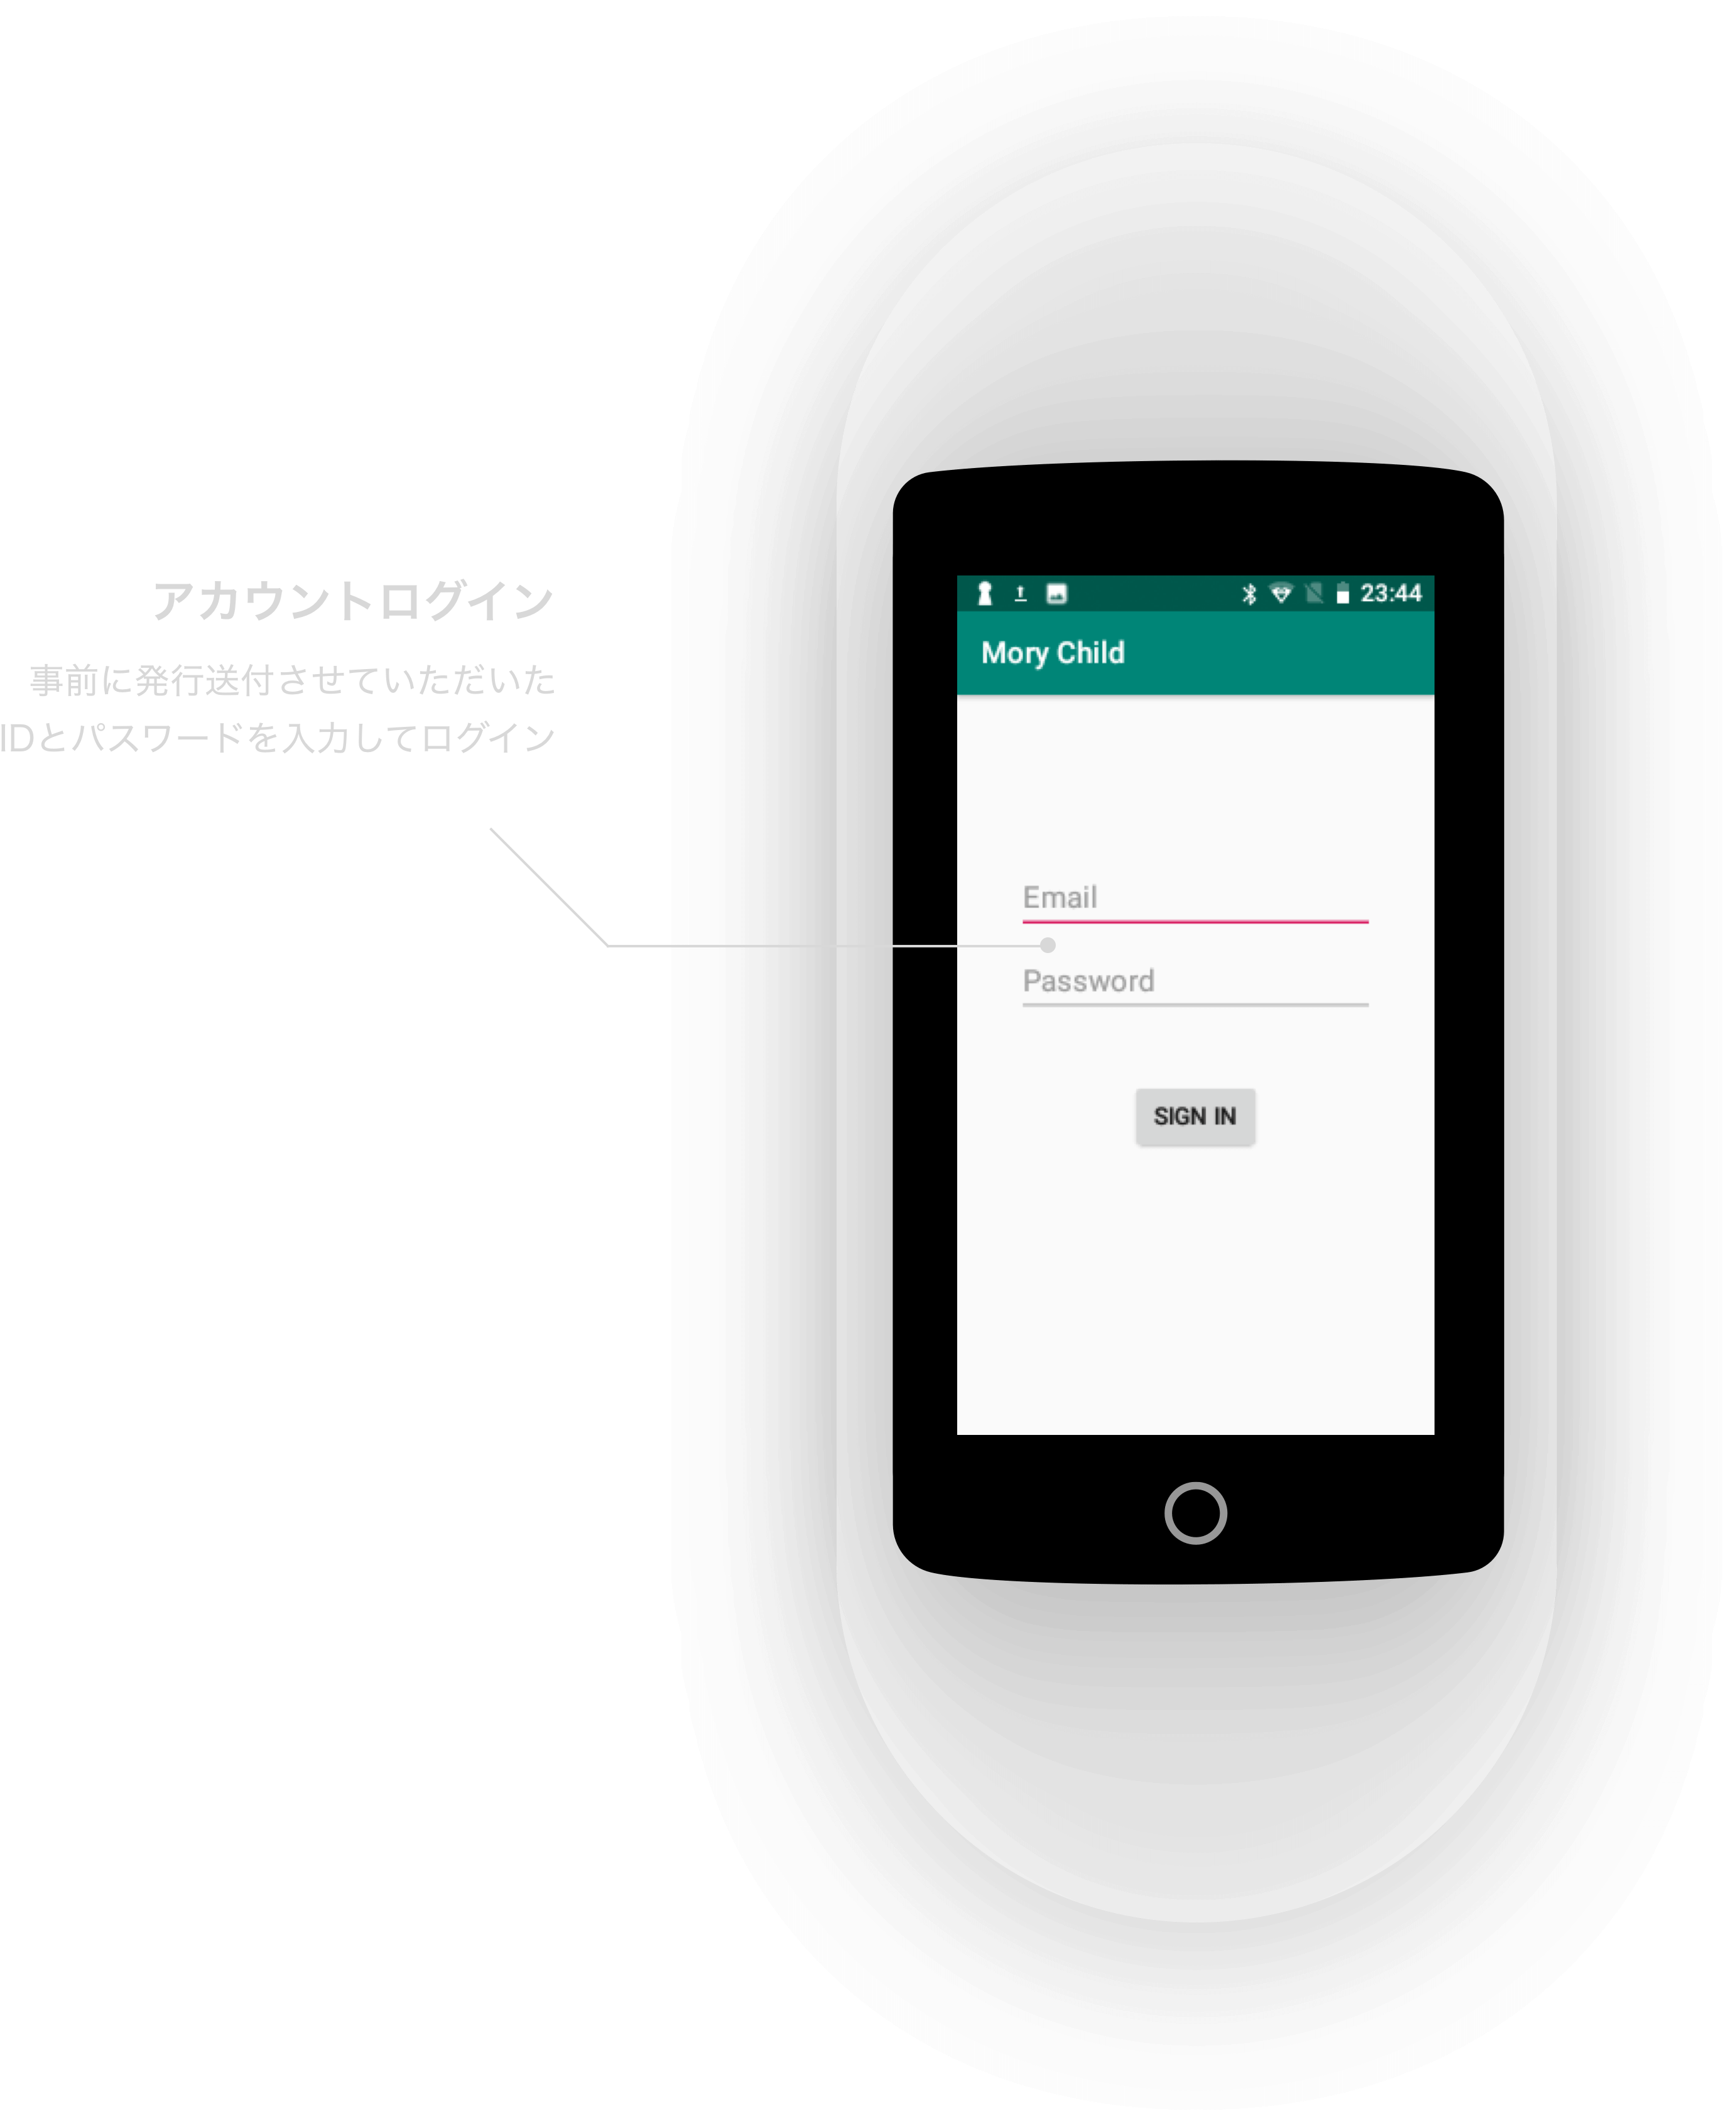 アカウントログイン
事前に発行送付させていただいた
IDとパスワードを入力してログイン
23:44
Mory Child
Email
Password
SIGN IN